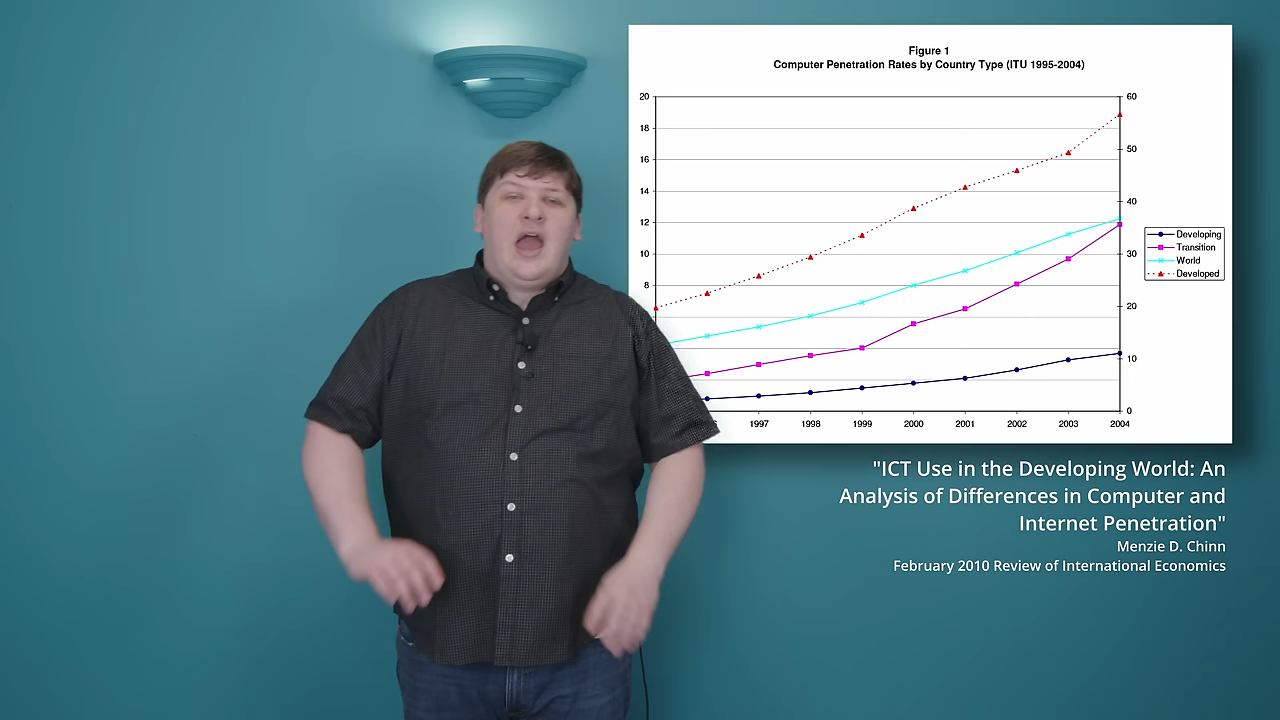 Figure 1
Computer Penetration Rates by Country Type (ITU 1995-2004)
20
18
16
14
12
10
8
60
50
40
30
20
10
0
1997
1998
1999
2000
2001
2002
2003
2004
Developing
Transition
World
Developed
"ICT Use in the Developing World: An
Analysis of Differences in Computer and
Internet Penetration"
Menzie D. Chinn
February 2010 Review of International Economics